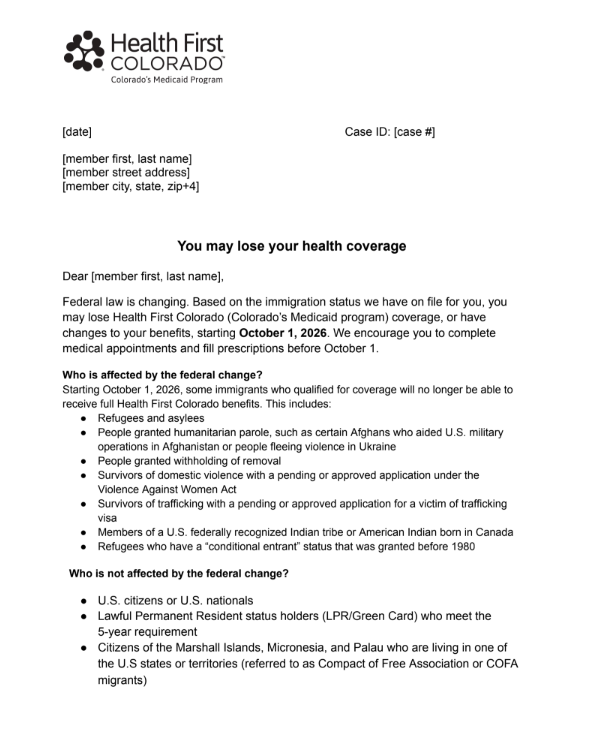 Health First
COLORADO™
Colorado's Medicaid Program
[date]
Case ID: [case #]
[member first, last name]
[member street address]
[member city, state, zip+4]
You may lose your health coverage
Dear [member first, last name],
Federal law is changing. Based on the immigration status we have on file for you, you
may lose Health First Colorado (Colorado's Medicaid program) coverage, or have
changes to your benefits, starting October 1, 2026. We encourage you to complete
medical appointments and fill prescriptions before October 1.
Who is affected by the federal change?
Starting October 1, 2026, some immigrants who qualified for coverage will no longer be able to
receive full Health First Colorado benefits. This includes:
● Refugees and asylees
● People granted humanitarian parole, such as certain Afghans who aided U.S. military
operations in Afghanistan or people fleeing violence in Ukraine
● People granted withholding of removal
● Survivors of domestic violence with a pending or approved application under the
Violence Against Women Act
● Survivors of trafficking with a pending or approved application for a victim of trafficking
visa
● Members of a U.S. federally recognized Indian tribe or American Indian born in Canada
● Refugees who have a “conditional entrant” status that was granted before 1980
Who is not affected by the federal change?
● U.S. citizens or U.S. nationals
● Lawful Permanent Resident status holders (LPR/Green Card) who meet the
5-year requirement
● Citizens of the Marshall Islands, Micronesia, and Palau who are living in one of
the U.S states or territories (referred to as Compact of Free Association or COFA
migrants)